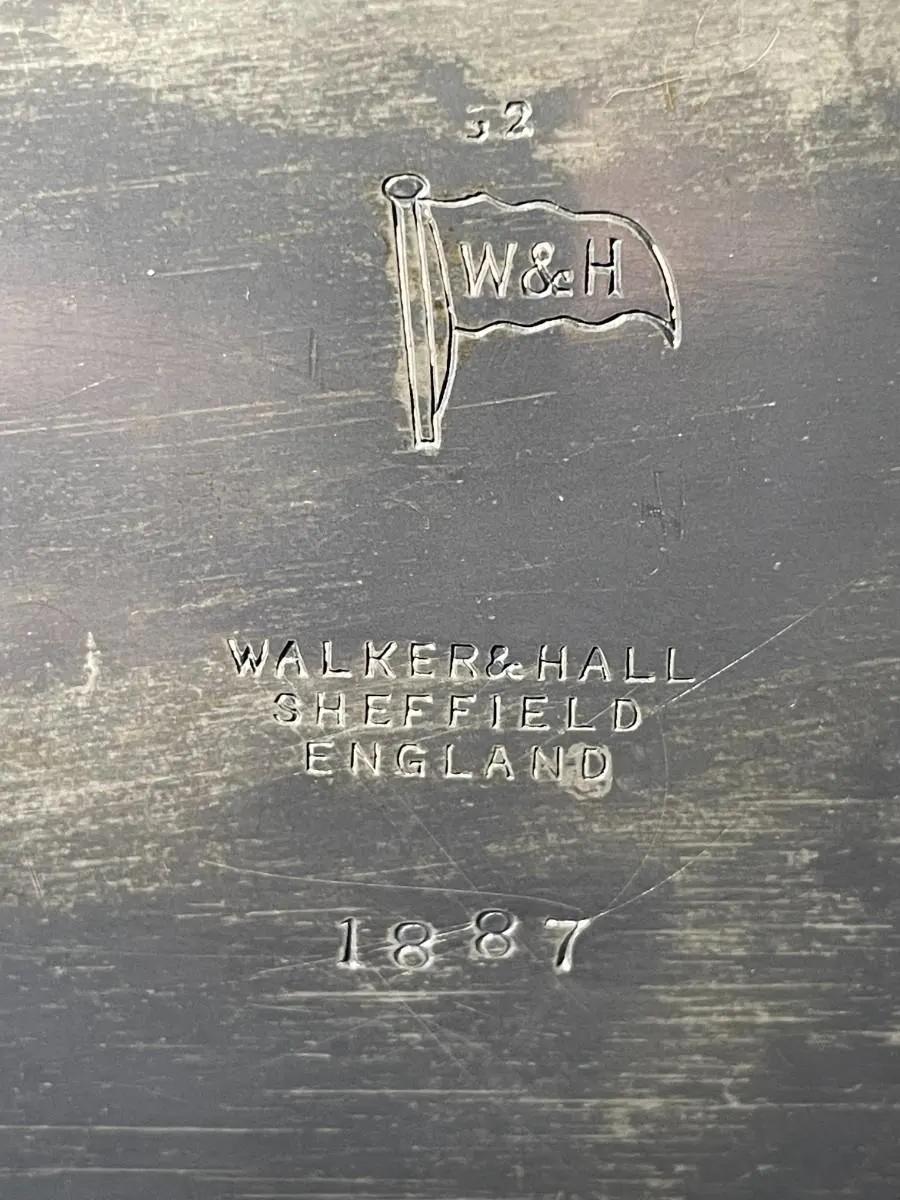 32
W&H
WALKER&HALL
SHEFFIELD
ENGLAND
1887